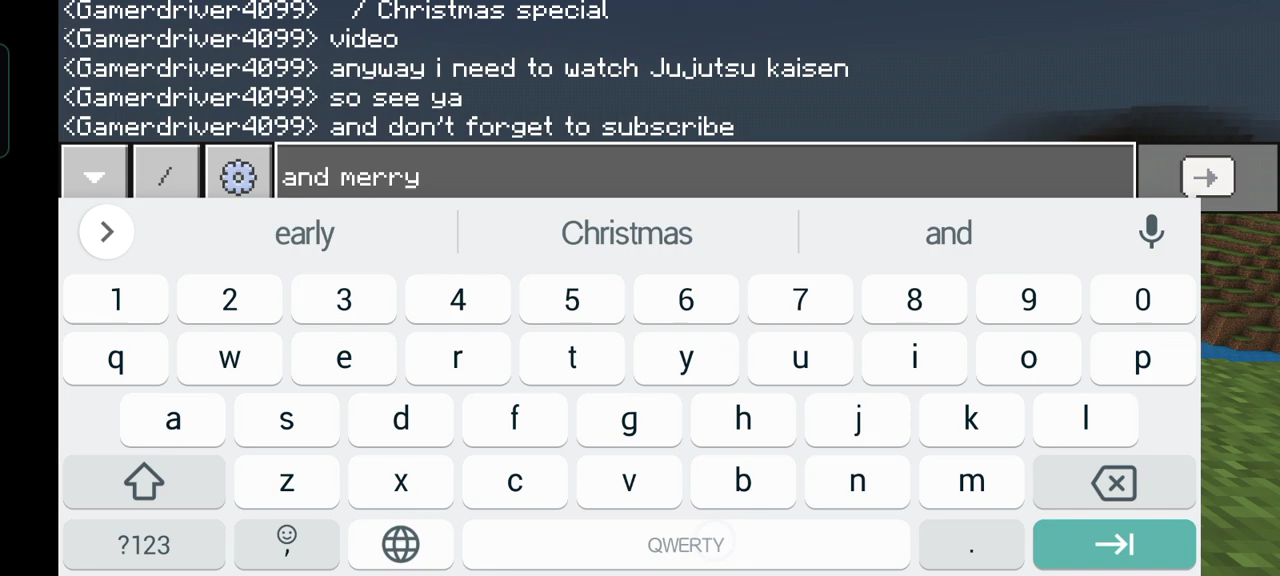 <Gamerdriver4099>  / Christmas special
<Gamerdriver4099> video
<Gamerdriver4099> anyway i need to watch Jujutsu kaisen
<Gamerdriver4099> so see ya
<Gamerdriver4099> and don't forget to subscribe
/ and merry
early Christmas and
1 2 3 4 5 6 7 8 9 0
q w e r t y u i o p
a s d f g h j k l
z x c v b n m
?123 , QWERTY .